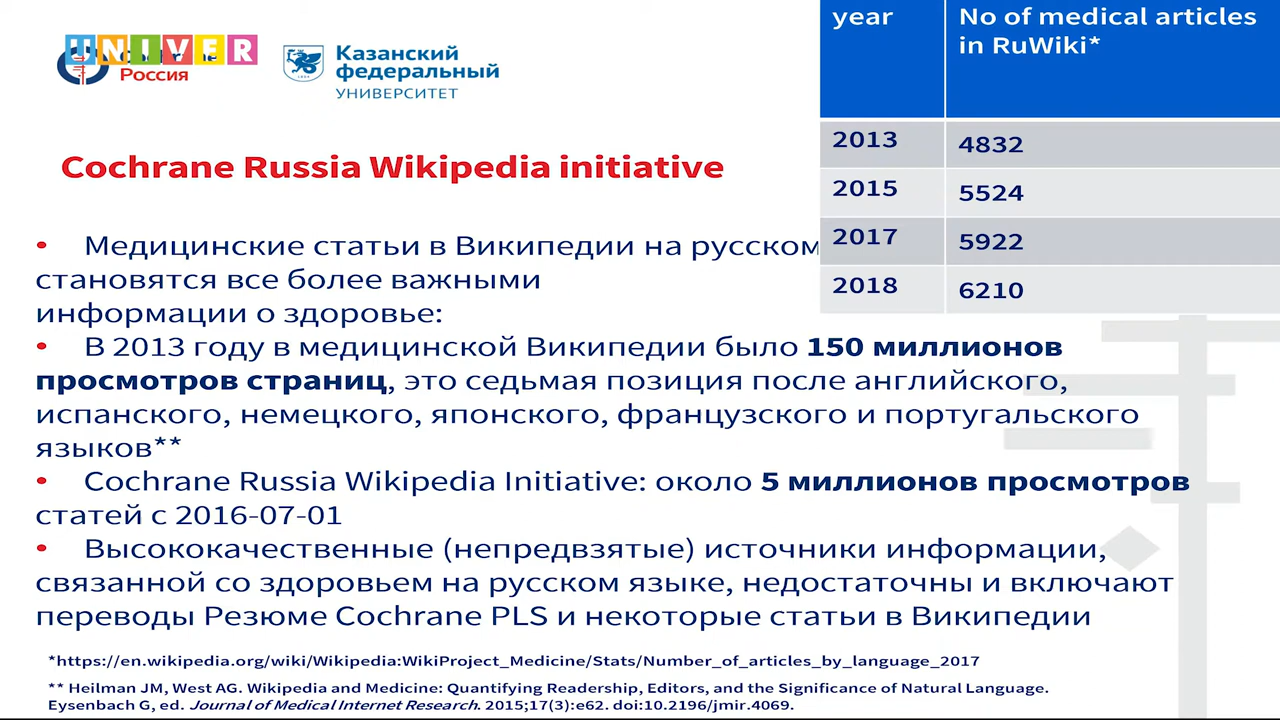 UNIVER
Россия
Казанский
федеральный
УНИВЕРСИТЕТ
year No of medical articles
in RuWiki*
2013 4832
2015 5524
2017 5922
2018 6210
Cochrane Russia Wikipedia initiative
• Медицинские статьи в Википедии на русском
становятся все более важными
информации о здоровье:
• В 2013 году в медицинской Википедии было 150 миллионов
просмотров страниц, это седьмая позиция после английского,
испанского, немецкого, японского, французского и португальского
языков**
• Cochrane Russia Wikipedia Initiative: около 5 миллионов просмотров
статей с 2016-07-01
• Высококачественные (непредвзятые) источники информации,
связанной со здоровьем на русском языке, недостаточны и включают
переводы Резюме Cochrane PLS и некоторые статьи в Википедии
*https://en.wikipedia.org/wiki/Wikipedia:WikiProject_Medicine/Stats/Number_of_articles_by_language_2017
** Heilman JM, West AG. Wikipedia and Medicine: Quantifying Readership, Editors, and the Significance of Natural Language.
Eysenbach G, ed. Journal of Medical Internet Research. 2015;17(3):e62. doi:10.2196/jmir.4069.